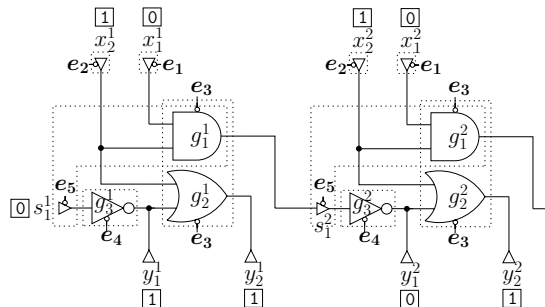 1 0 1 0
x_2^1 x_1^1 x_2^2 x_1^2
e_2 e_1 e_2 e_1
e_3 e_3
g_1^1 g_1^2
e_5 e_5
0 s_1^1 g_3^1 g_2^1 s_1^2 g_3^2 g_2^2
e_4 e_3 e_4 e_3
y_1^1 y_2^1 y_1^2 y_2^2
1 1 0 1